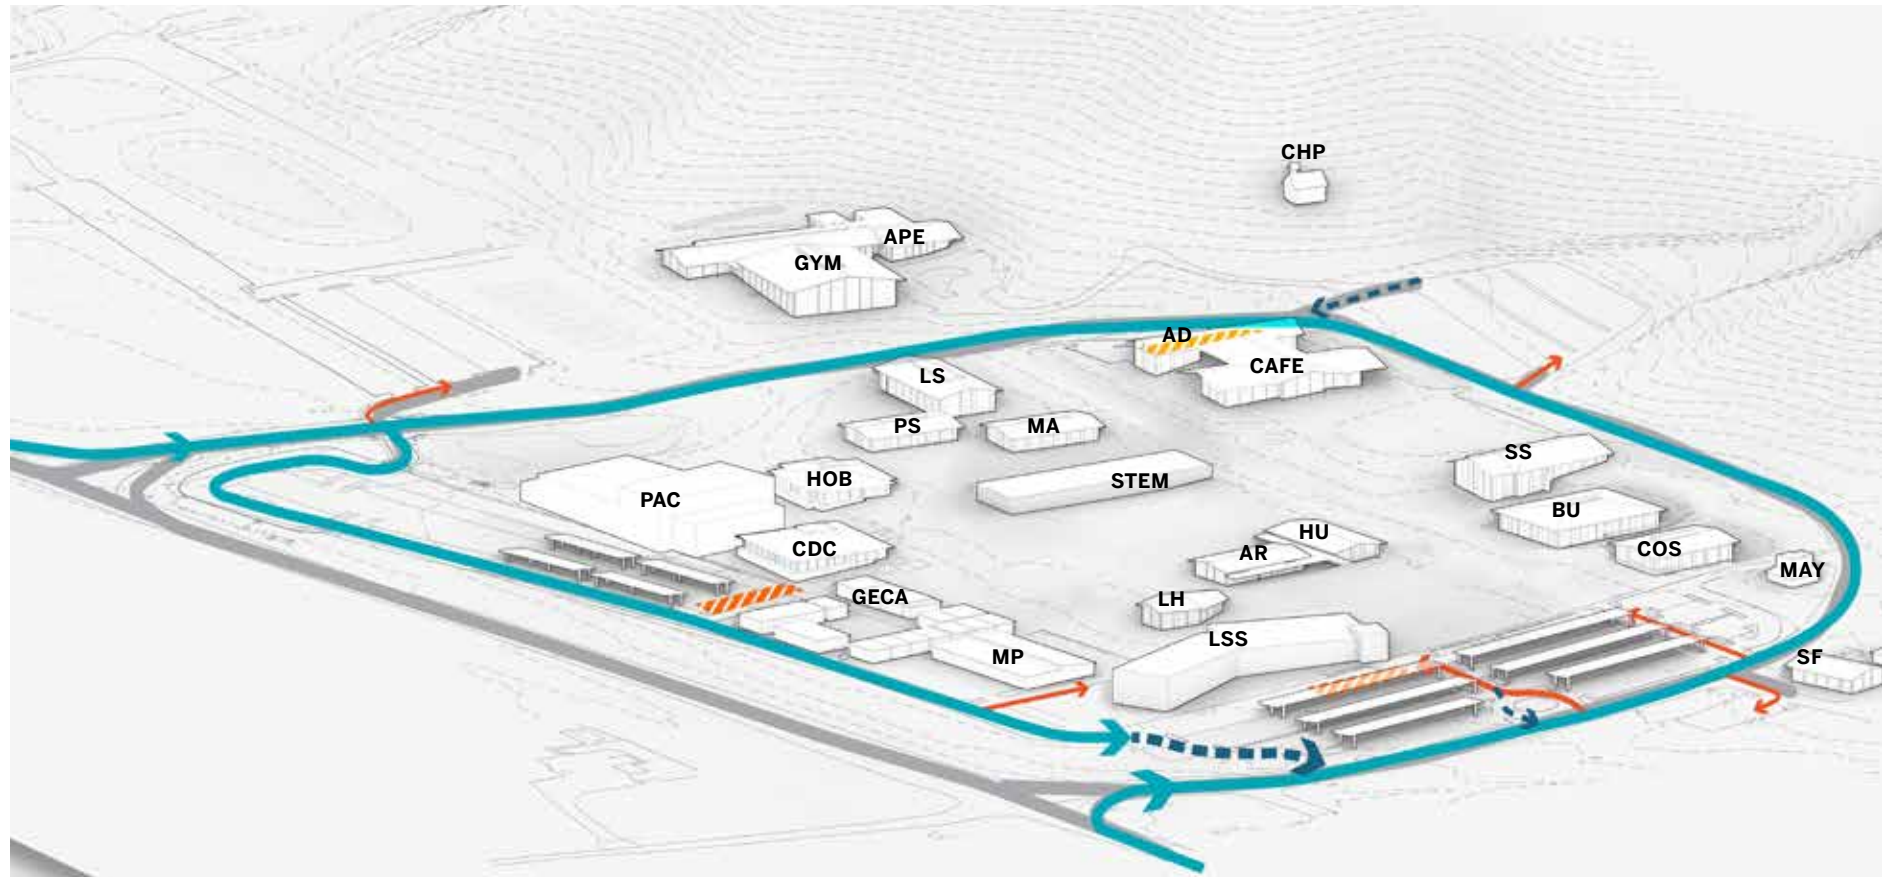 CHP
APE
GYM
AD
CAFE
LS
PS
MA
SS
HOB
STEM
PAC
BU
HU
CDC
AR
COS
MAY
GECA
LH
LSS
MP
SF